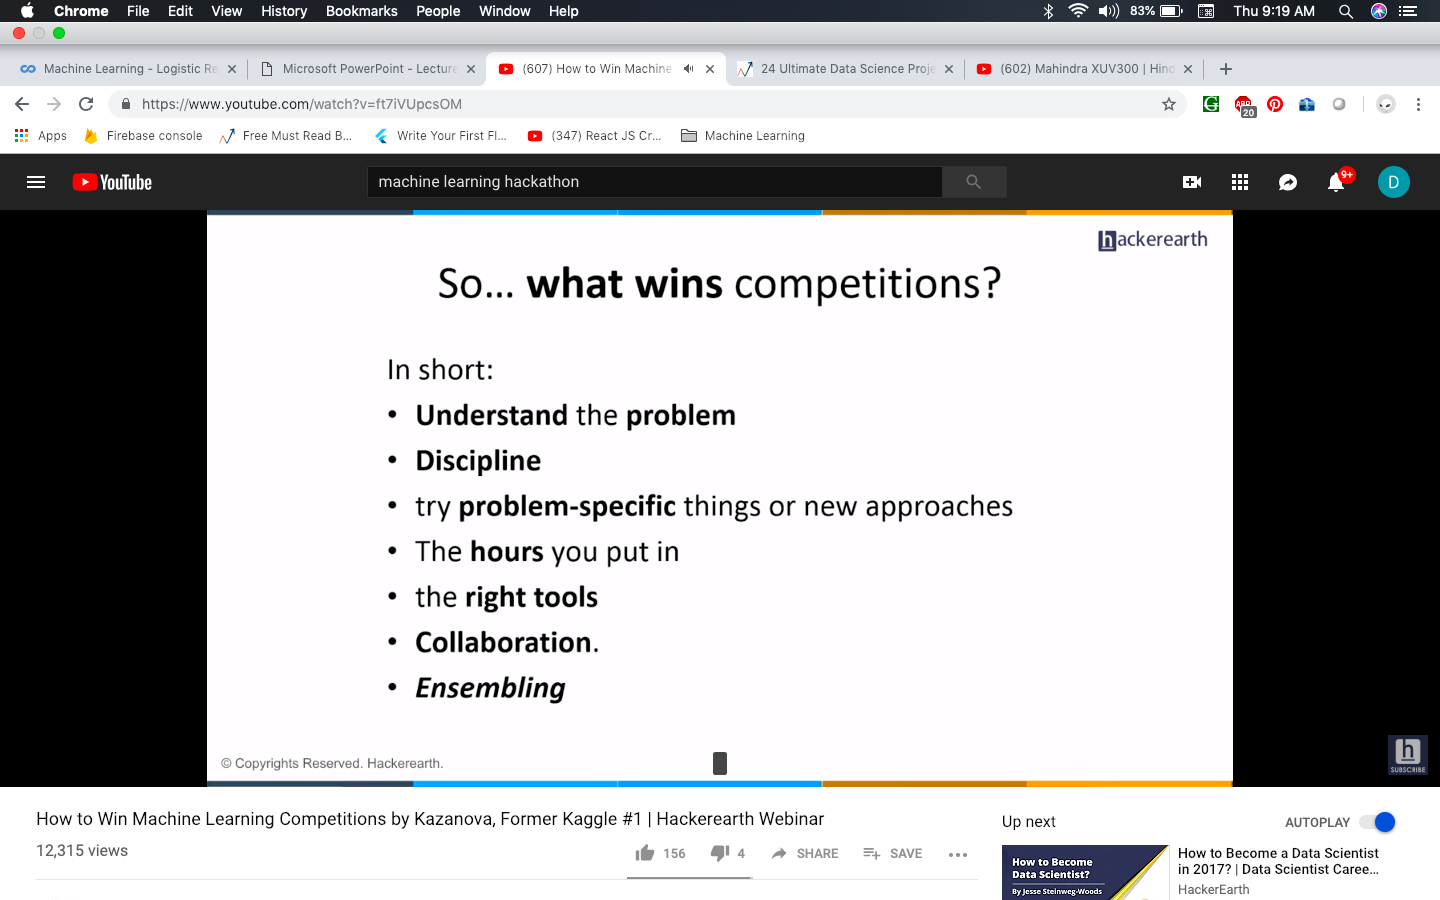 Chrome File Edit View History Bookmarks People Window Help 83% Thu 9:19 AM
Machine Learning - Logistic Re Microsoft PowerPoint - Lecture (607) How to Win Machine 24 Ultimate Data Science Proje (602) Mahindra XUV300 | Hind
https://www.youtube.com/watch?v=ft7iVUpcsOM G ABP 20
Apps Firebase console Free Must Read B... Write Your First Fl... (347) React JS Cr... Machine Learning
YouTube machine learning hackathon 9+ D
hackerearth
So... what wins competitions?
In short:
• Understand the problem
• Discipline
• try problem-specific things or new approaches
• The hours you put in
• the right tools
• Collaboration.
• Ensembling
© Copyrights Reserved. Hackerearth.
h
SUBSCRIBE
How to Win Machine Learning Competitions by Kazanova, Former Kaggle #1 | Hackerearth Webinar
12,315 views
156 4 SHARE SAVE
Up next AUTOPLAY
How to Become
Data Scientist?
By Jesse Steinweg-Woods
How to Become a Data Scientist
in 2017? | Data Scientist Caree...
HackerEarth